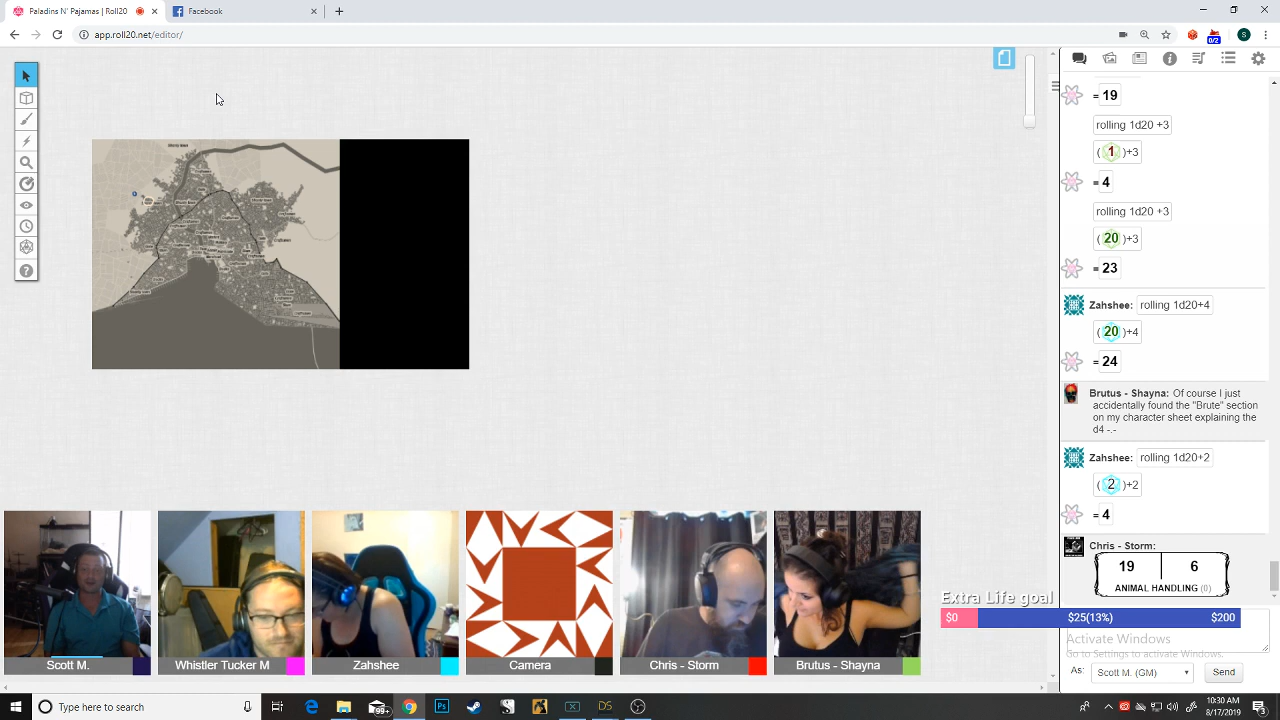 Paladins N' Pajamas | Roll20
Facebook
app.roll20.net/editor/
0/2
S
= 19
rolling 1d20 +3
( 1 )+3
= 4
rolling 1d20 +3
( 20 )+3
= 23
Zahshee: rolling 1d20+4
( 20 )+4
= 24
Brutus - Shayna: Of course I just
accidentally found the "Brute" section
on my character sheet explaining the
d4 -.-
Zahshee: rolling 1d20+2
( 2 )+2
= 4
Chris - Storm:
19 6
ANIMAL HANDLING (0)
Extra Life goal
$0 $25(13%) $200
Activate Windows
Go to Settings to activate Windows.
As: Scott M. (GM) Send
Scott M.
Whistler Tucker M
Zahshee
Camera
Chris - Storm
Brutus - Shayna
Type here to search
99+
Ps
DS
10:30 AM
8/17/2019